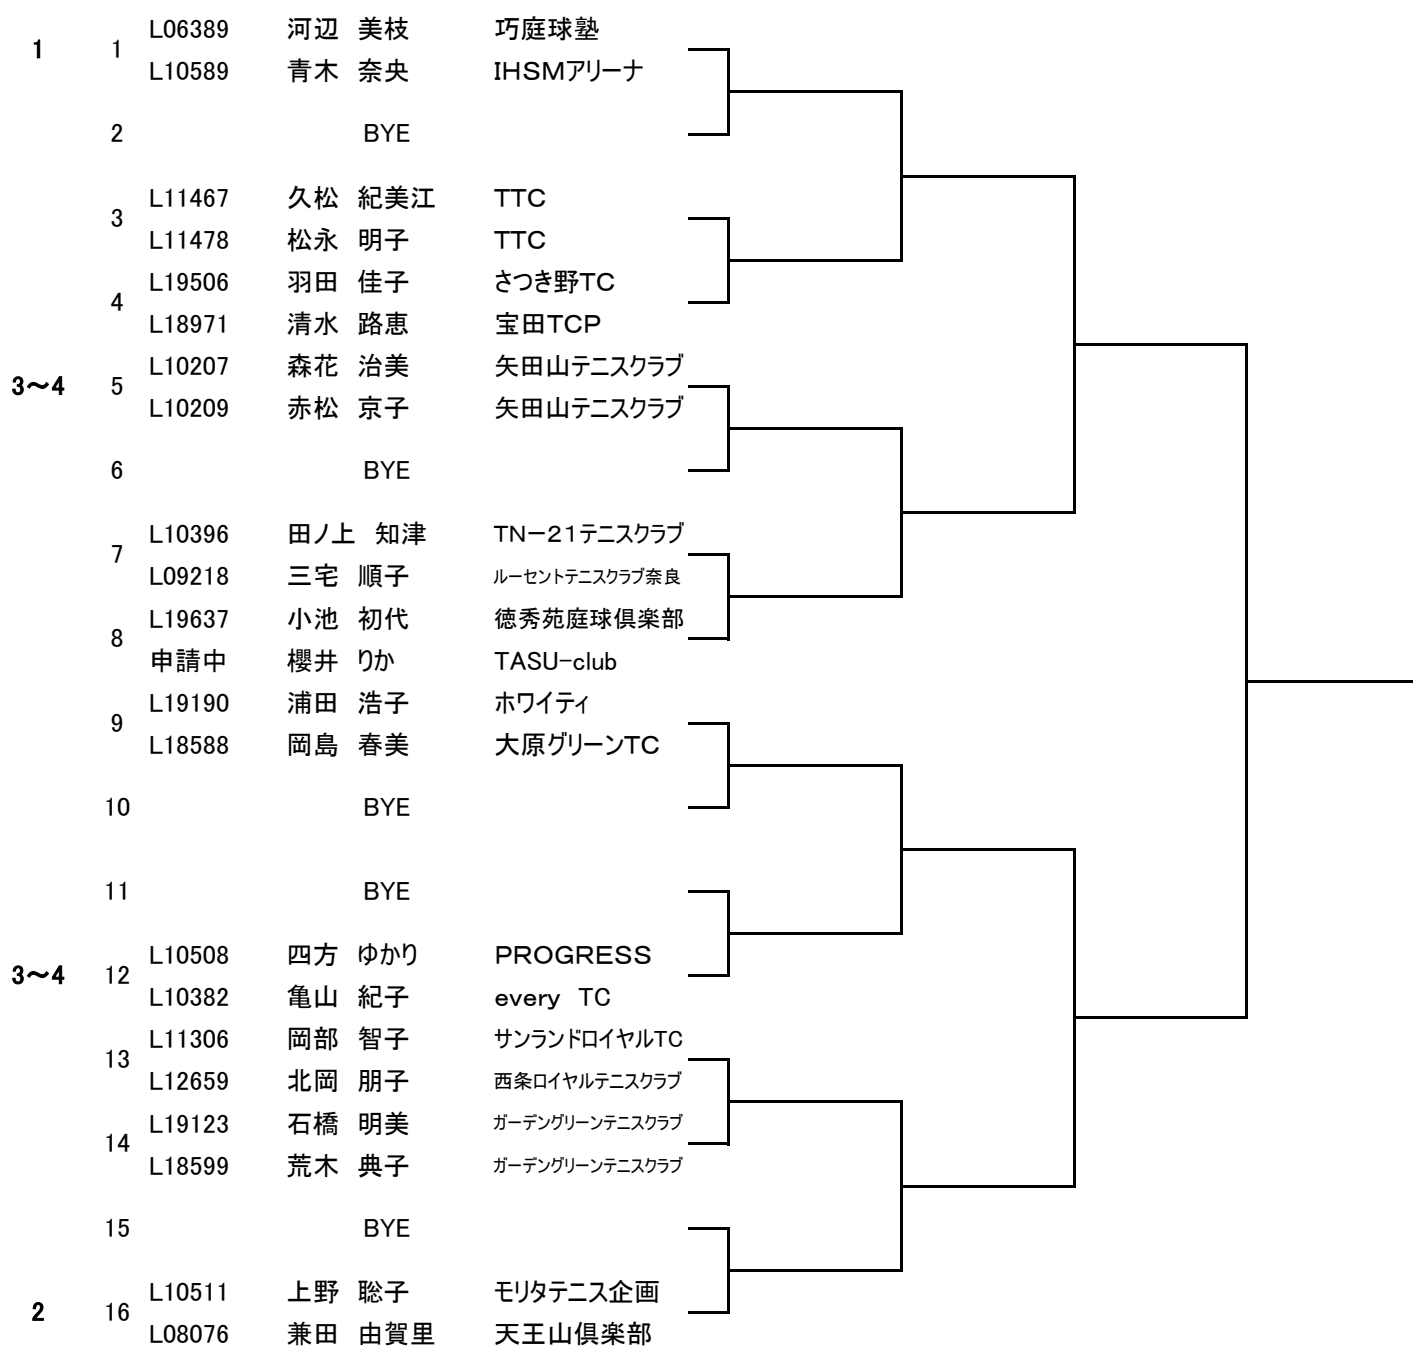 L06389 河辺 美枝 巧庭球塾
1 1
L10589 青木 奈央 IHSMアリーナ
2 BYE
L11467 久松 紀美江 TTC
3
L11478 松永 明子 TTC
L19506 羽田 佳子 さつき野TC
4
L18971 清水 路恵 宝田TCP
L10207 森花 治美 矢田山テニスクラブ
3～4 5
L10209 赤松 京子 矢田山テニスクラブ
6 BYE
L10396 田ノ上 知津 TN－21テニスクラブ
7
L09218 三宅 順子 ルーセントテニスクラブ奈良
L19637 小池 初代 徳秀苑庭球倶楽部
8
申請中 櫻井 りか TASU-club
L19190 浦田 浩子 ホワイティ
9
L18588 岡島 春美 大原グリーンTC
10 BYE
11 BYE
L10508 四方 ゆかり PROGRESS
3～4 12
L10382 亀山 紀子 every TC
L11306 岡部 智子 サンランドロイヤルTC
13
L12659 北岡 朋子 西条ロイヤルテニスクラブ
L19123 石橋 明美 ガーデングリーンテニスクラブ
14
L18599 荒木 典子 ガーデングリーンテニスクラブ
15 BYE
L10511 上野 聡子 モリタテニス企画
2 16
L08076 兼田 由賀里 天王山倶楽部